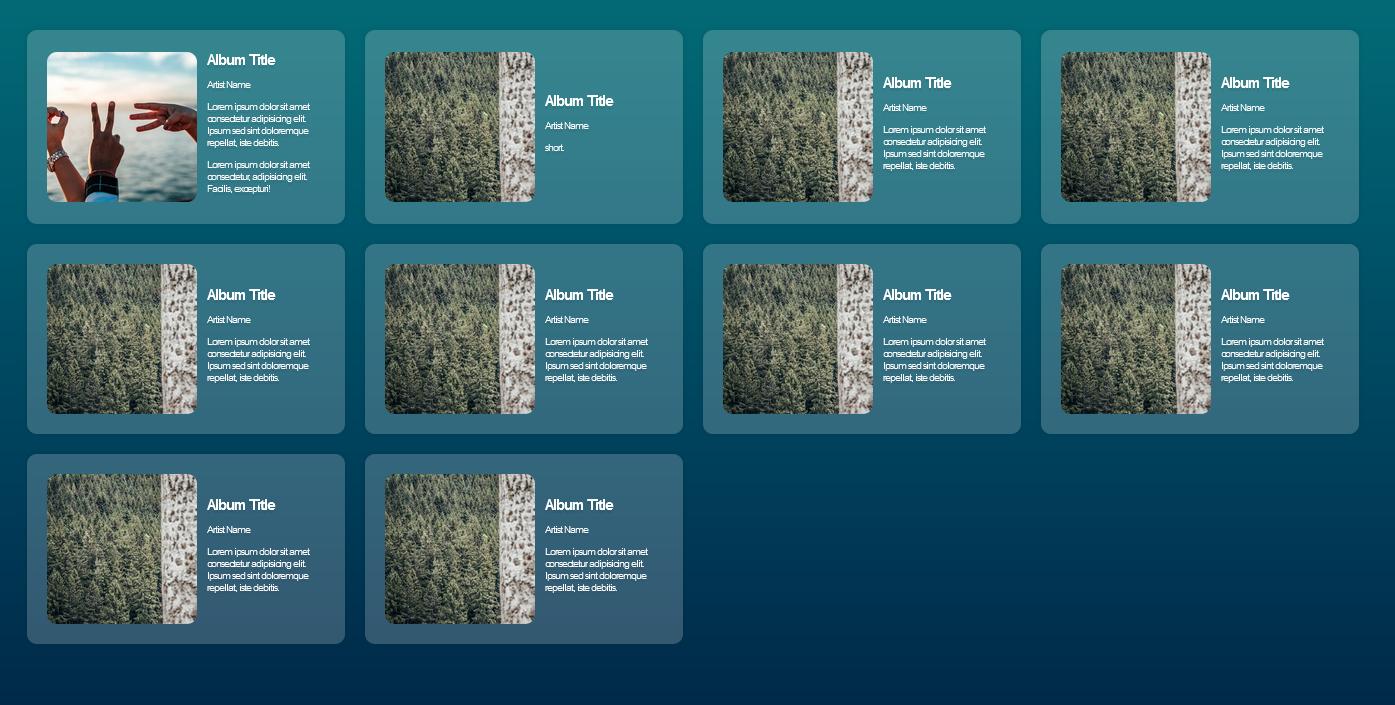 Album Title
Artist Name
Lorem ipsum dolor sit amet
consectetur adipisicing elit.
Ipsum sed sint doloremque
repellat, iste debitis.
Lorem ipsum dolor sit amet
consectetur, adipisicing elit.
Facilis, excepturi!
Album Title
Artist Name
short.
Album Title
Artist Name
Lorem ipsum dolor sit amet
consectetur adipisicing elit.
Ipsum sed sint doloremque
repellat, iste debitis.
Album Title
Artist Name
Lorem ipsum dolor sit amet
consectetur adipisicing elit.
Ipsum sed sint doloremque
repellat, iste debitis.
Album Title
Artist Name
Lorem ipsum dolor sit amet
consectetur adipisicing elit.
Ipsum sed sint doloremque
repellat, iste debitis.
Album Title
Artist Name
Lorem ipsum dolor sit amet
consectetur adipisicing elit.
Ipsum sed sint doloremque
repellat, iste debitis.
Album Title
Artist Name
Lorem ipsum dolor sit amet
consectetur adipisicing elit.
Ipsum sed sint doloremque
repellat, iste debitis.
Album Title
Artist Name
Lorem ipsum dolor sit amet
consectetur adipisicing elit.
Ipsum sed sint doloremque
repellat, iste debitis.
Album Title
Artist Name
Lorem ipsum dolor sit amet
consectetur adipisicing elit.
Ipsum sed sint doloremque
repellat, iste debitis.
Album Title
Artist Name
Lorem ipsum dolor sit amet
consectetur adipisicing elit.
Ipsum sed sint doloremque
repellat, iste debitis.